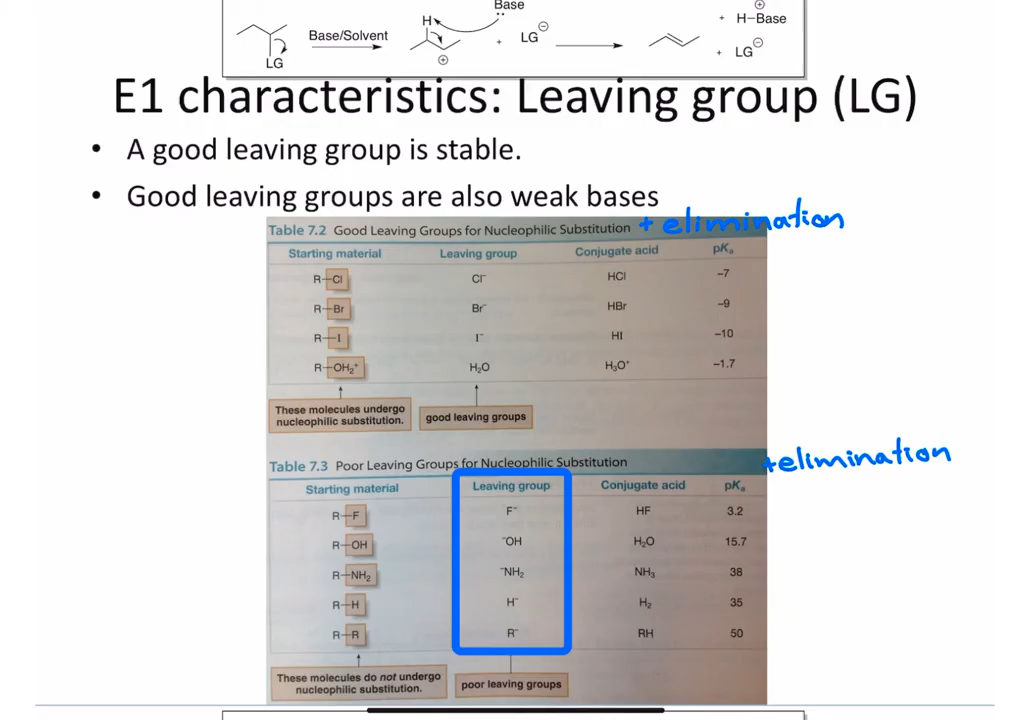 Base
H
⊕
+ H–Base
Base/Solvent
+ LG⊖
LG
⊕
+ LG⊖
E1 characteristics: Leaving group (LG)
• A good leaving group is stable.
• Good leaving groups are also weak bases
Table 7.2 Good Leaving Groups for Nucleophilic Substitution + elimination
Starting material Leaving group Conjugate acid pKₐ
R–Cl Cl⁻ HCl –7
R–Br Br⁻ HBr –9
R–I I⁻ HI –10
R–OH₂⁺ H₂O H₃O⁺ –1.7
These molecules undergo
nucleophilic substitution.
good leaving groups
Table 7.3 Poor Leaving Groups for Nucleophilic Substitution + elimination
Starting material Leaving group Conjugate acid pKₐ
R–F F⁻ HF 3.2
R–OH ⁻OH H₂O 15.7
R–NH₂ ⁻NH₂ NH₃ 38
R–H H⁻ H₂ 35
R–R R⁻ RH 50
These molecules do not undergo
nucleophilic substitution.
poor leaving groups